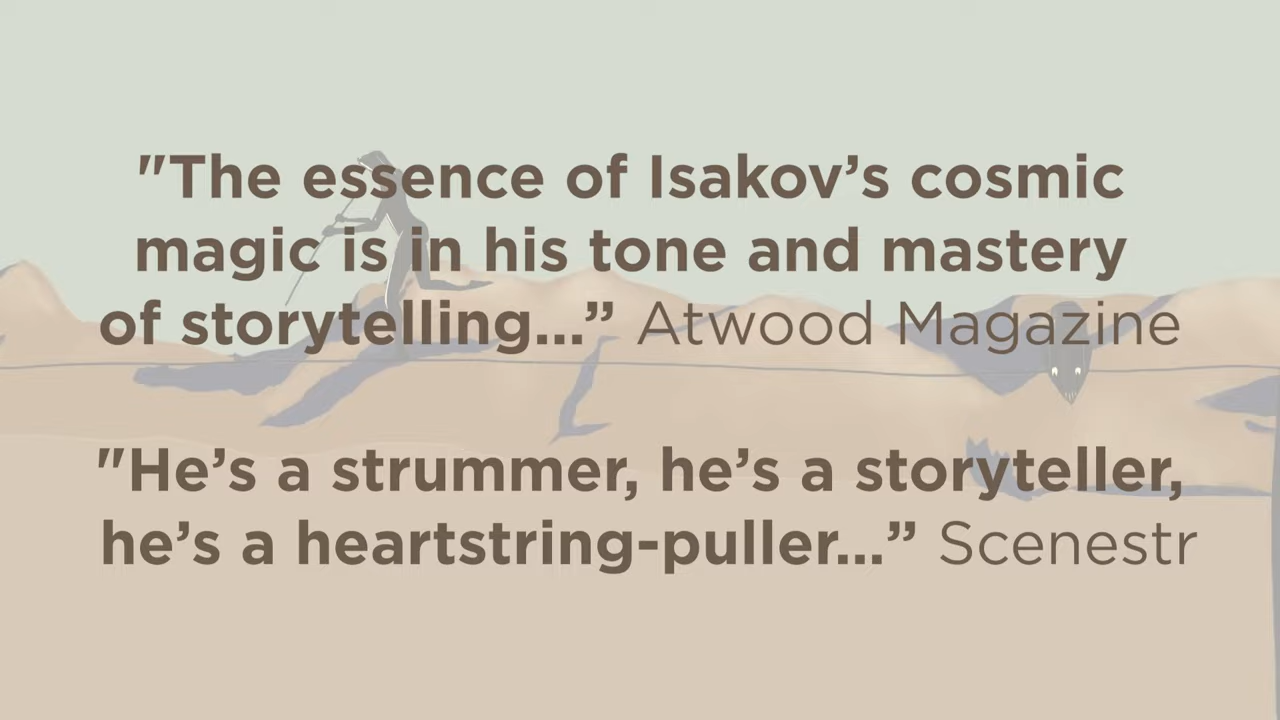 "The essence of Isakov’s cosmic
magic is in his tone and mastery
of storytelling...” Atwood Magazine
"He’s a strummer, he’s a storyteller,
he’s a heartstring-puller...” Scenestr